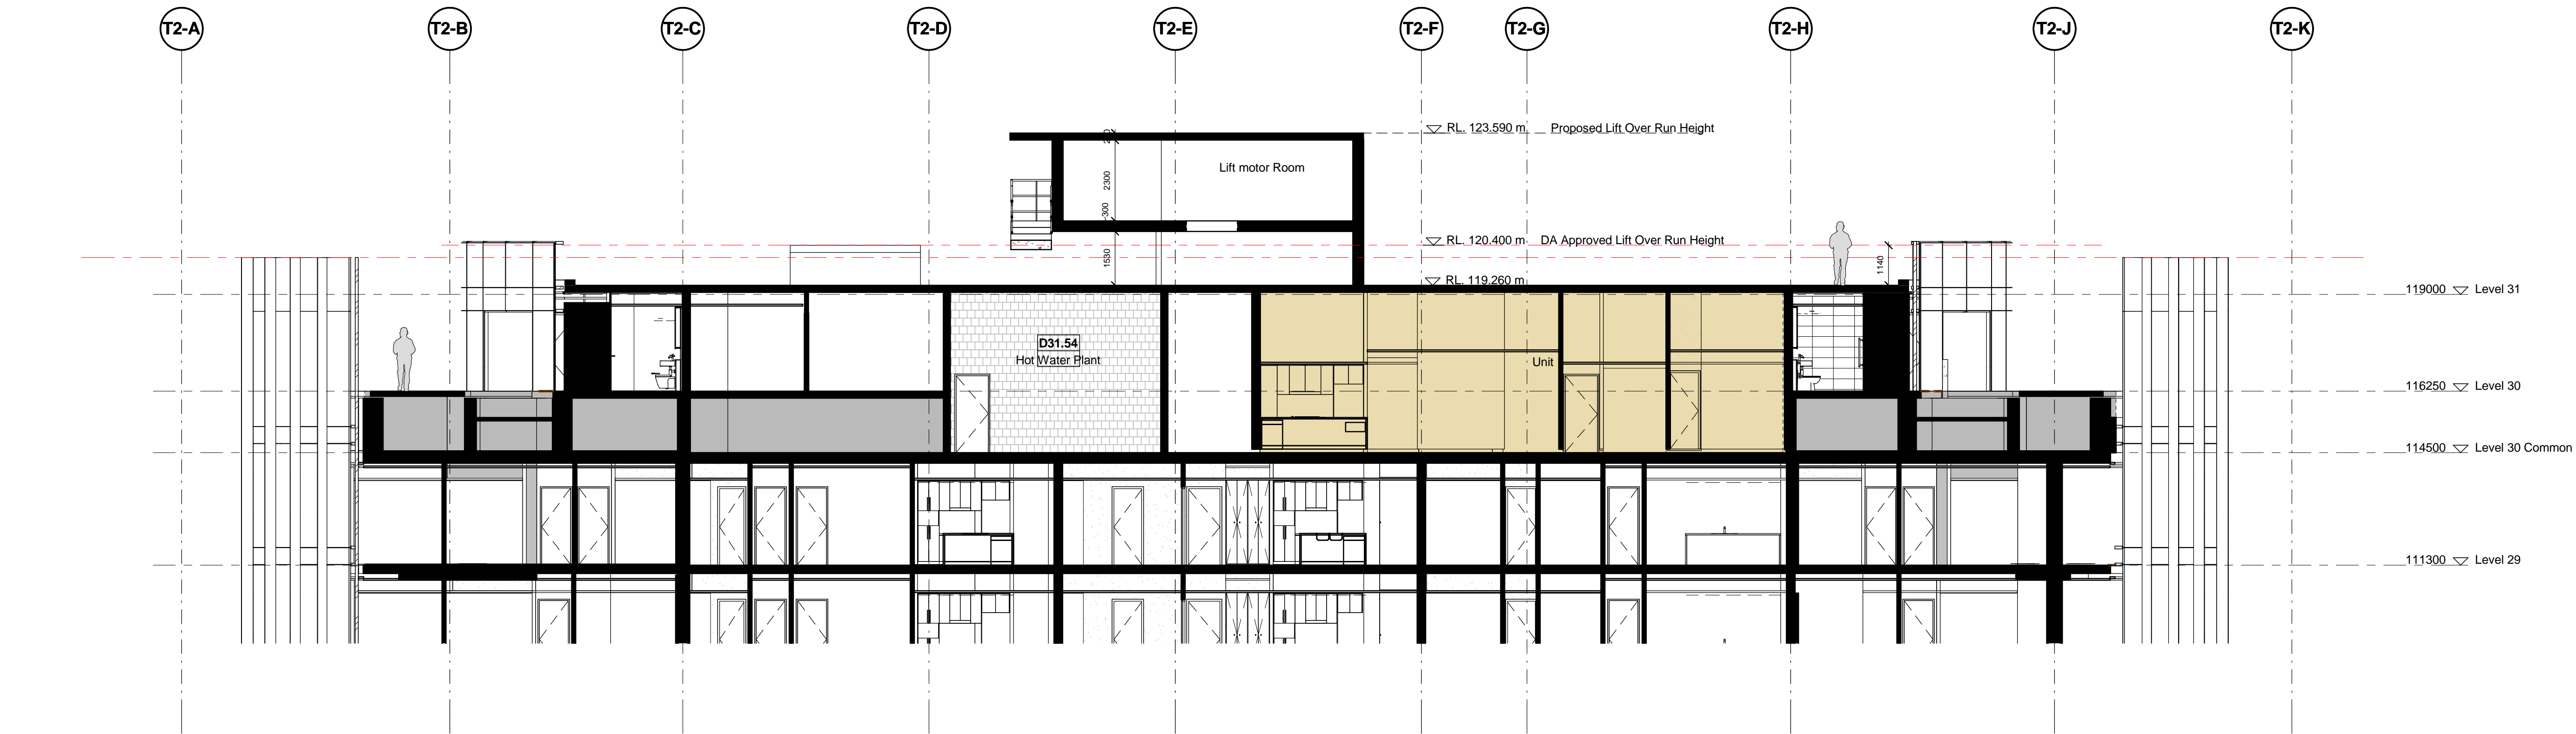 T2-A T2-B T2-C T2-D T2-E T2-F T2-G T2-H T2-J T2-K
RL. 123.590 m Proposed Lift Over Run Height
Lift motor Room
2300
300
RL. 120.400 m DA Approved Lift Over Run Height
1530
1140
RL. 119.260 m
119000 Level 31
D31.54
Hot Water Plant
Unit
116250 Level 30
114500 Level 30 Common
111300 Level 29